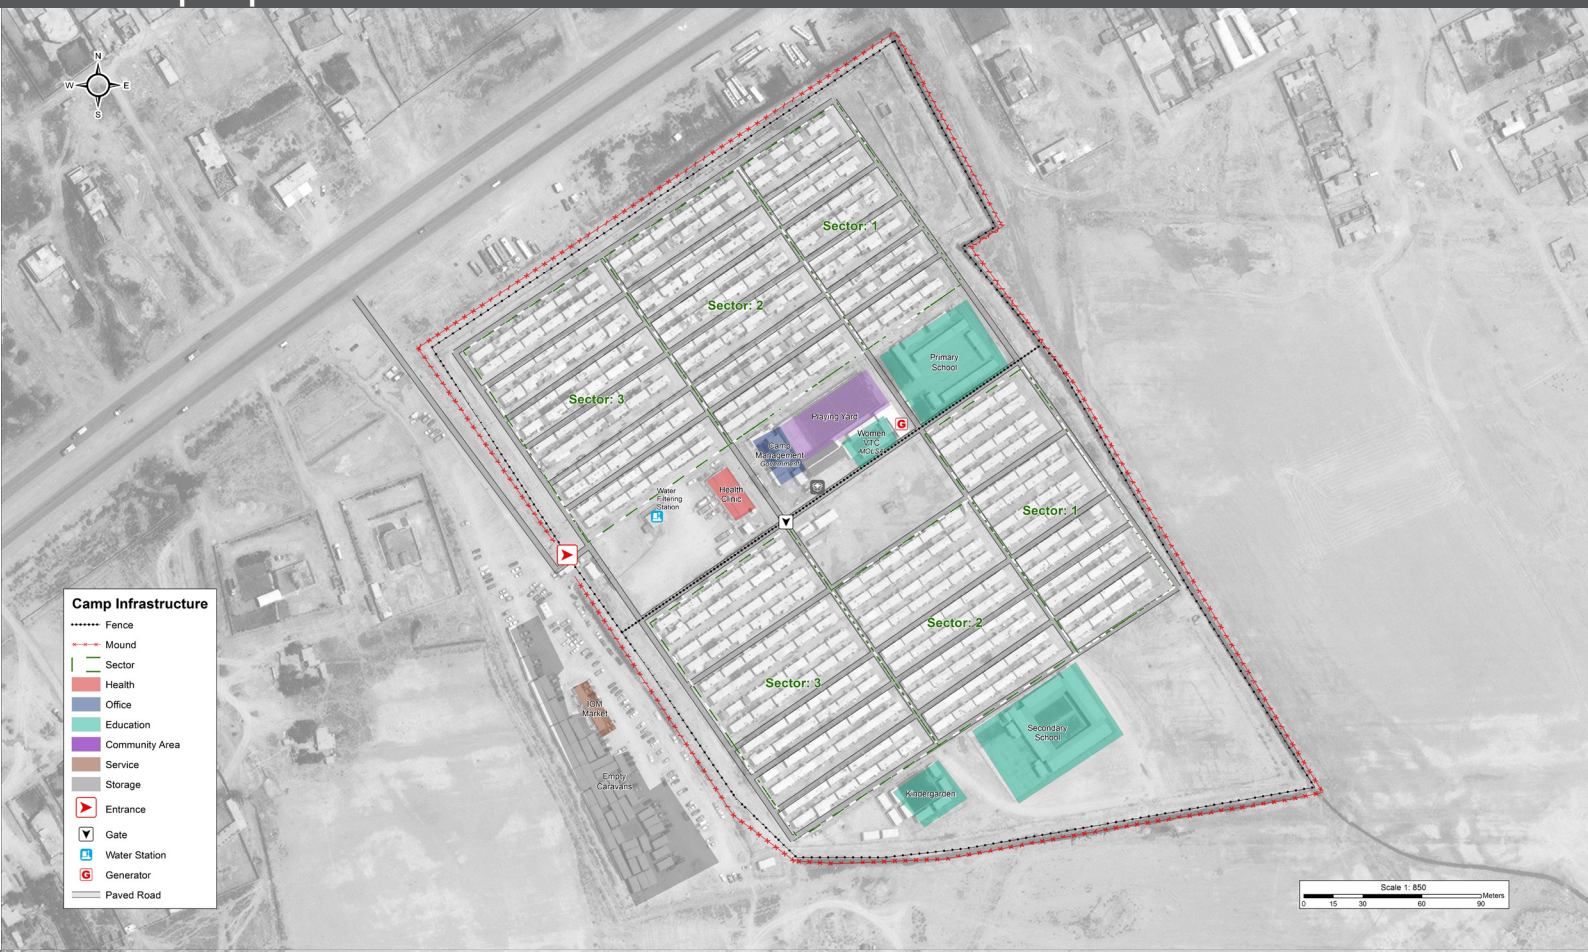 N
W
E
S
Sector: 1
Sector: 2
Sector: 3
Primary
School
Playing Yard
Women
VTC
MOLSA
G
Camp
Management
Government
Health
Clinic
Water
Filtering
Station
Sector: 1
Sector: 2
Sector: 3
IOM
Market
Empty
Caravans
Secondary
School
Kindergarden
Camp Infrastructure
Fence
Mound
Sector
Health
Office
Education
Community Area
Service
Storage
Entrance
Gate
Water Station
G Generator
Paved Road
Scale 1: 850
Meters
0 15 30 60 90